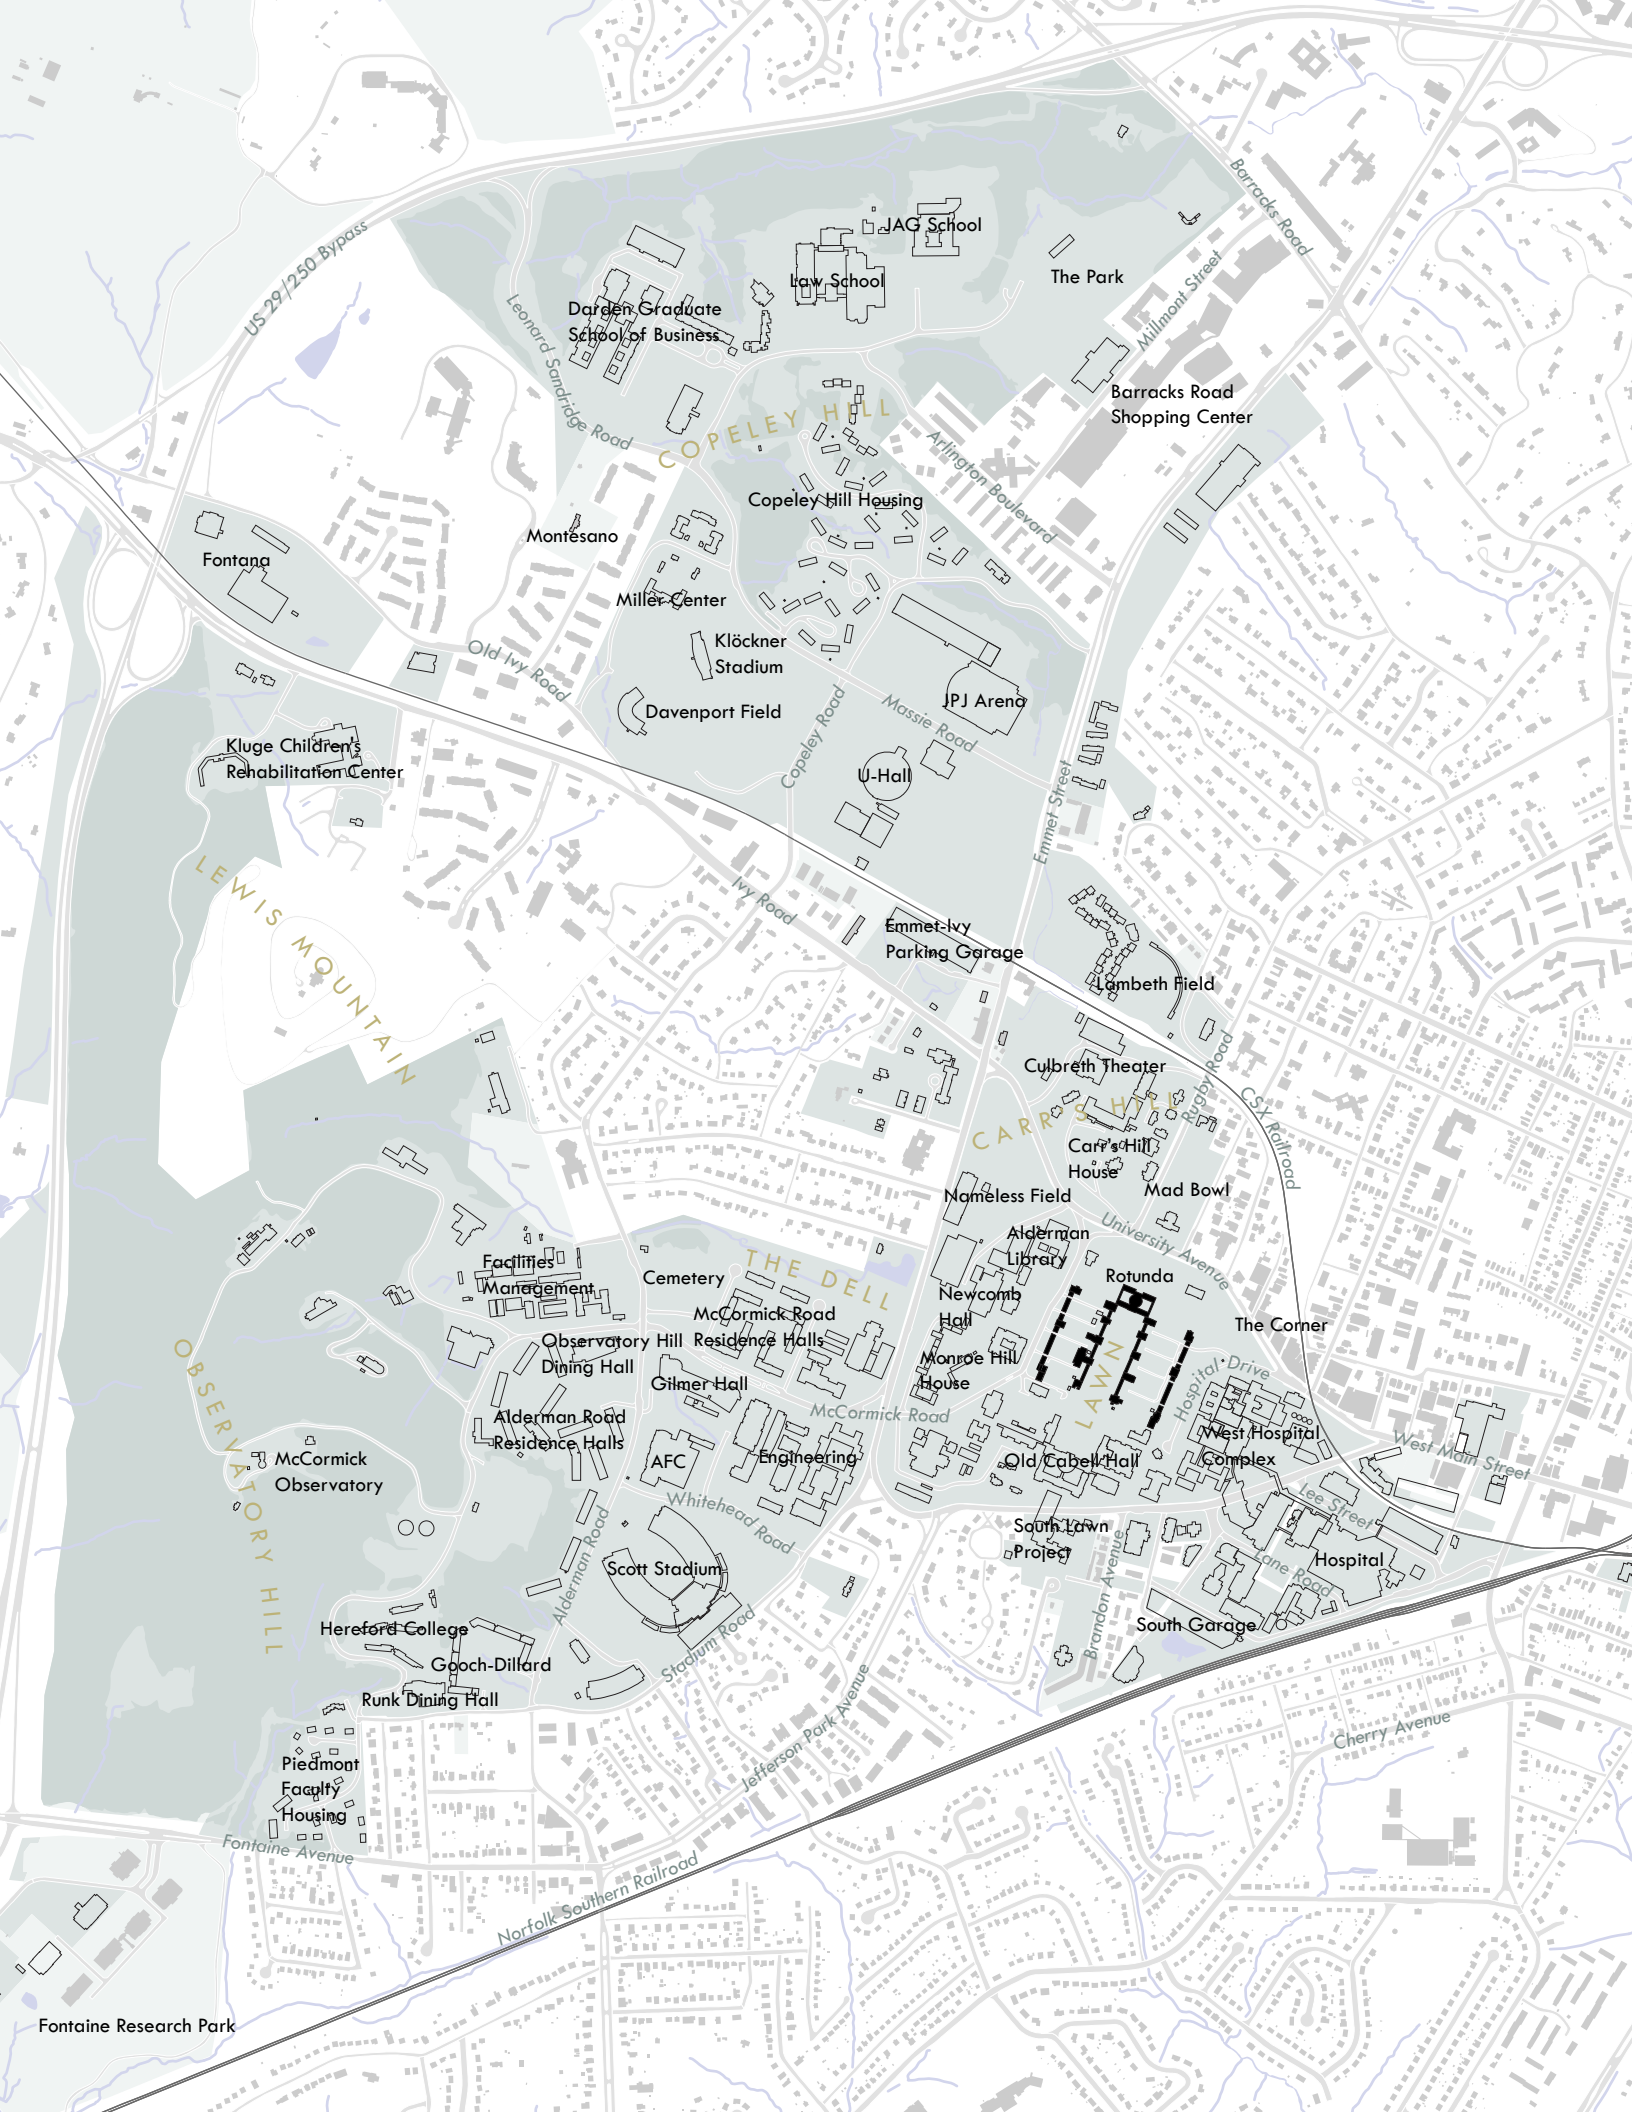 Barracks Road
JAG School
US 29/250 Bypass
The Park
Law School
Millmont Street
Darden Graduate
School of Business
Leonard Sandridge Road
Barracks Road
Shopping Center
COPELEY HILL
Arlington Boulevard
Copeley Hill Housing
Montesano
Fontana
Miller Center
Klöckner
Stadium
Old Ivy Road
JPJ Arena
Davenport Field
Massie Road
Copeley Road
Kluge Children's
Rehabilitation Center
U-Hall
Emmet Street
LEWIS MOUNTAIN
Ivy Road
Emmet-Ivy
Parking Garage
Lambeth Field
Culbreth Theater
Rugby Road
CSX Railroad
CARR'S HILL
Carr's Hill
House
Mad Bowl
Nameless Field
University Avenue
Alderman
Library
Facilities
Management
Cemetery
THE DELL
Rotunda
Newcomb
Hall
McCormick Road
Residence Halls
The Corner
Observatory Hill
Dining Hall
Monroe Hill
House
LAWN
Hospital Drive
OBSERVATORY HILL
Gilmer Hall
McCormick Road
Alderman Road
Residence Halls
West Hospital
Complex
West Main Street
McCormick
Observatory
AFC
Engineering
Old Cabell Hall
Whitehead Road
Lee Street
South Lawn
Project
Alderman Road
Scott Stadium
Hospital
Lane Road
Brandon Avenue
Hereford College
South Garage
Stadium Road
Gooch-Dillard
Runk Dining Hall
Jefferson Park Avenue
Cherry Avenue
Piedmont
Faculty
Housing
Fontaine Avenue
Norfolk Southern Railroad
Fontaine Research Park